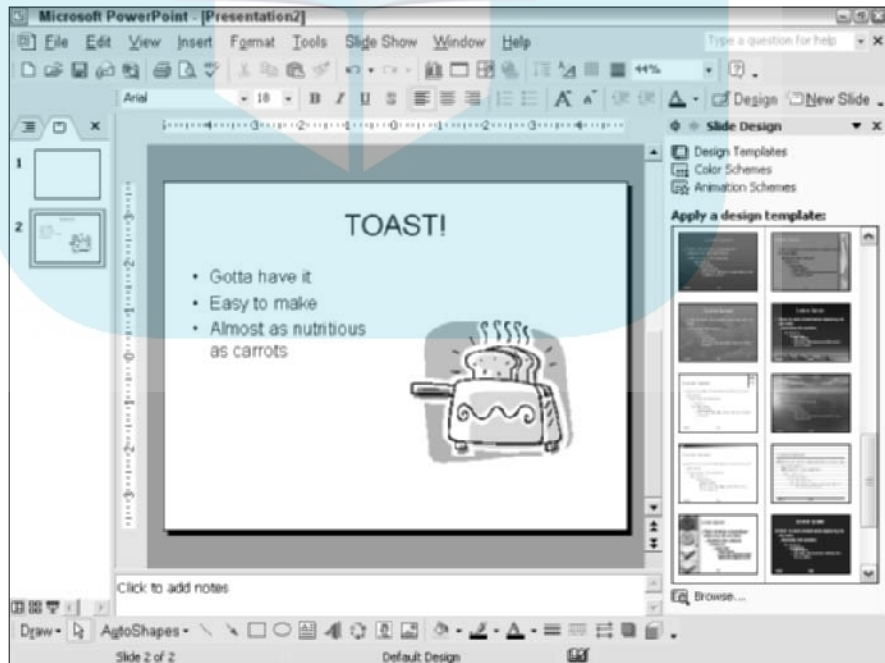 Microsoft PowerPoint - [Presentation2]
File Edit View Insert Format Tools Slide Show Window Help
Type a question for help
44%
Arial 18 B I U S A A A Design New Slide
Slide Design
Design Templates
Color Schemes
Animation Schemes
Apply a design template:
1
2
TOAST!
• Gotta have it
• Easy to make
• Almost as nutritious
as carrots
Click to add notes
Browse...
Draw AutoShapes
Slide 2 of 2 Default Design